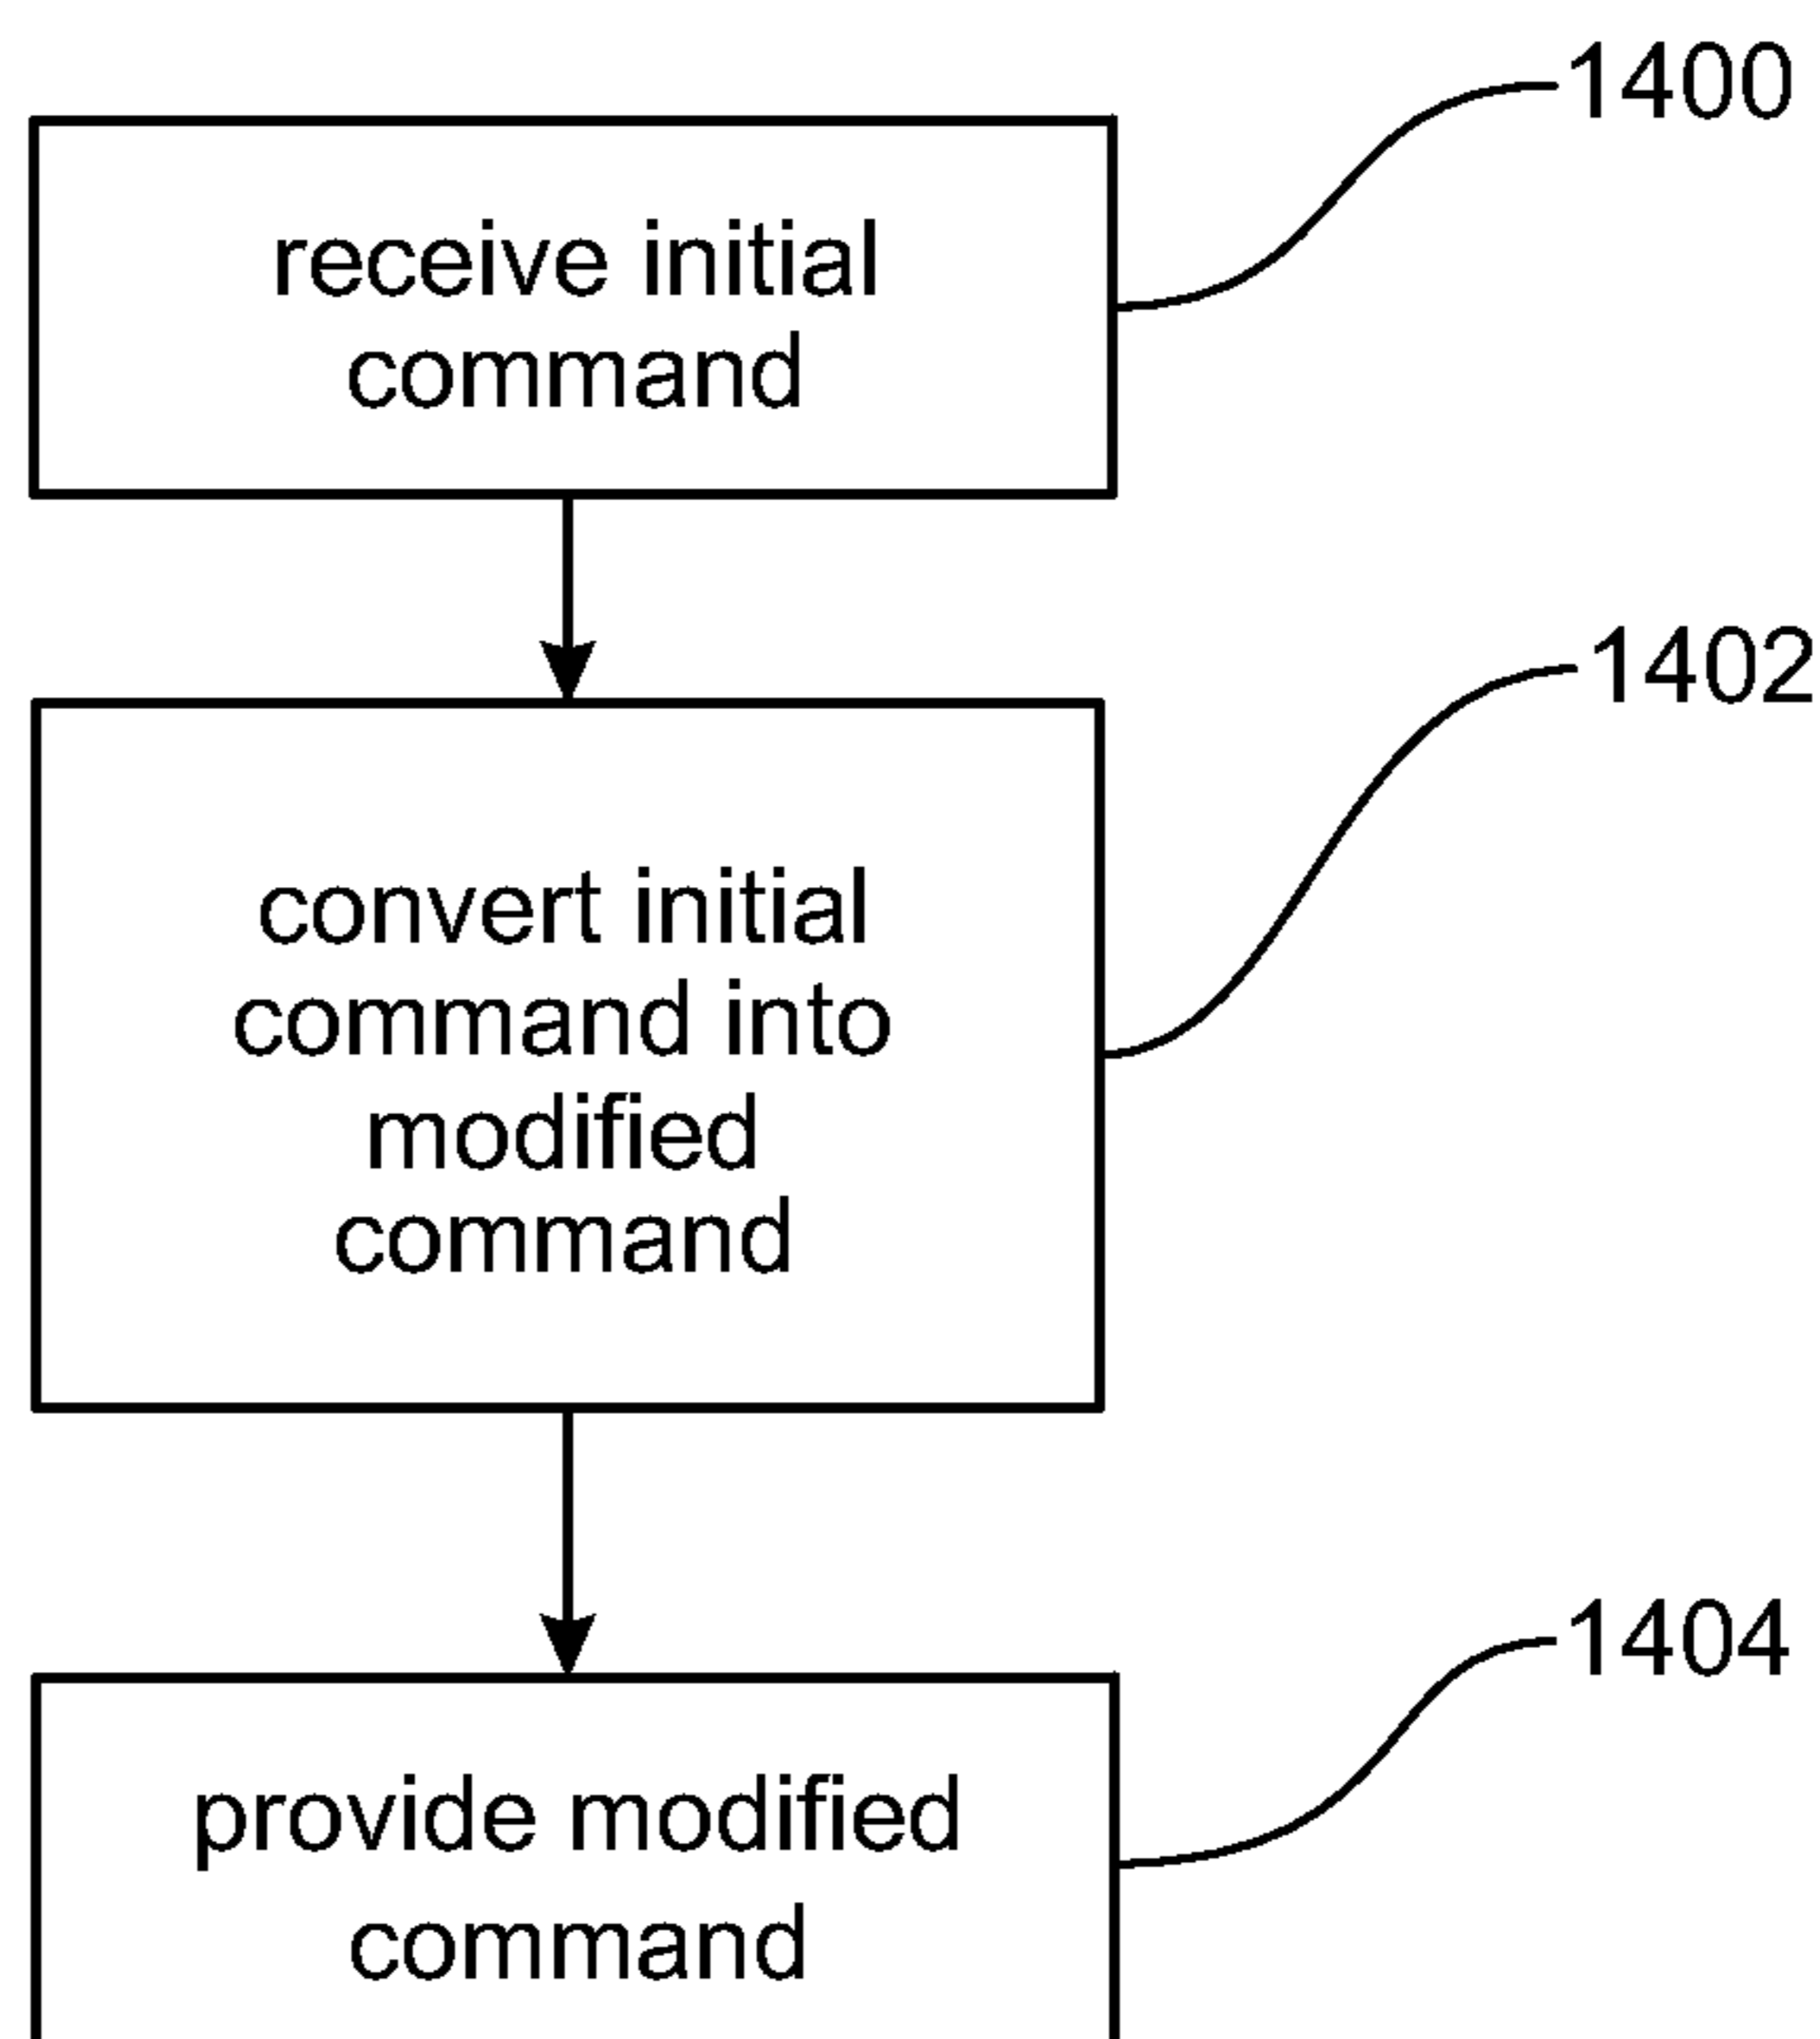 1400
receive initial
command
1402
convert initial
command into
modified
command
1404
provide modified
command